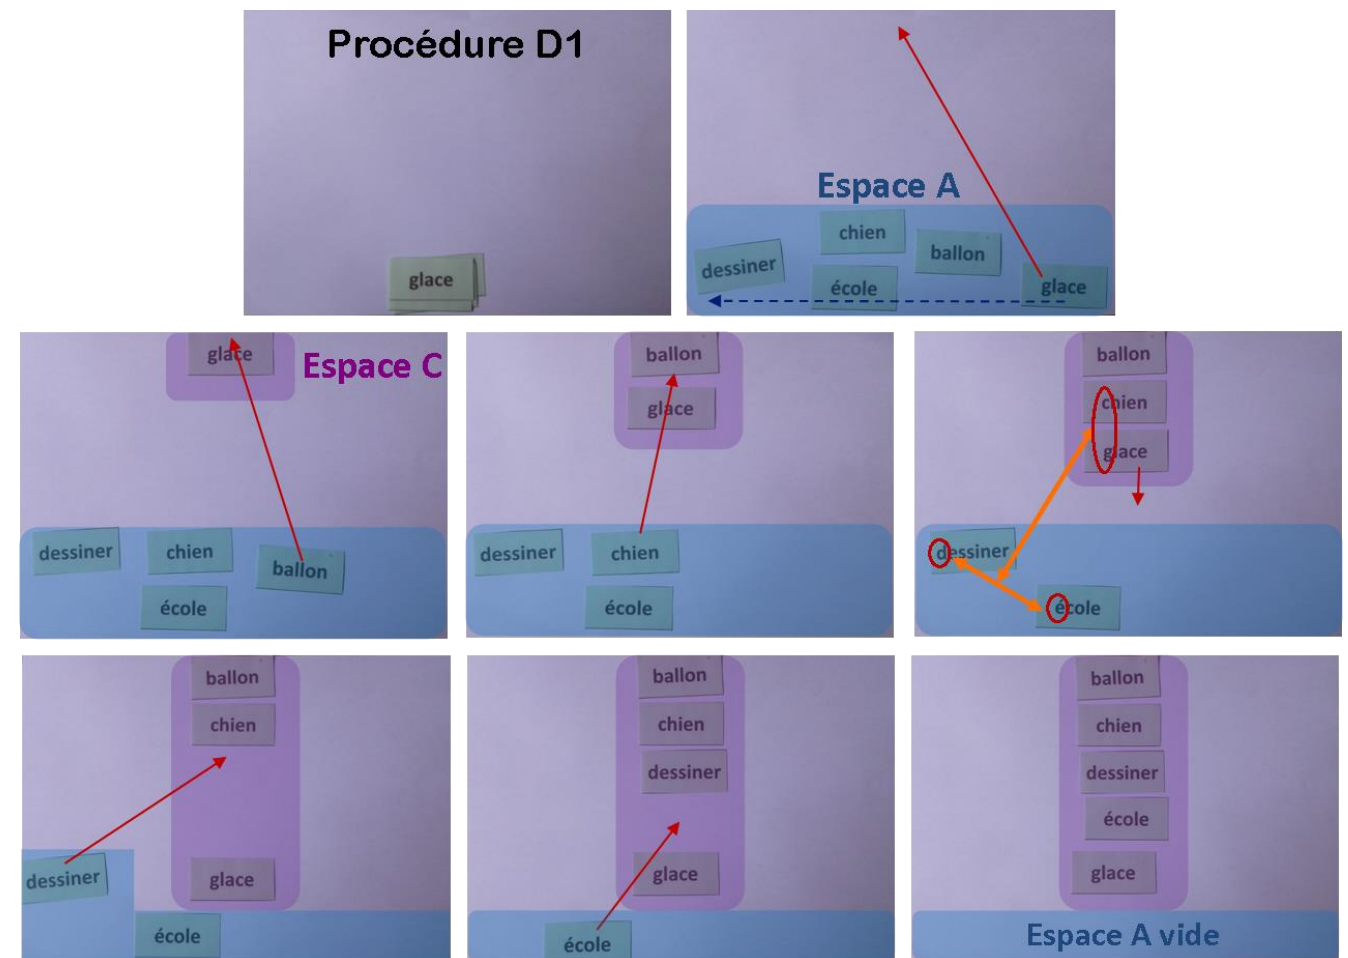 Procédure D1
glace
Espace A
chien
ballon
dessiner
école
glace
glace
Espace C
dessiner
chien
ballon
école
ballon
glace
dessiner
chien
école
ballon
chien
glace
dessiner
école
ballon
chien
dessiner
glace
école
ballon
chien
dessiner
glace
école
ballon
chien
dessiner
école
glace
Espace A vide